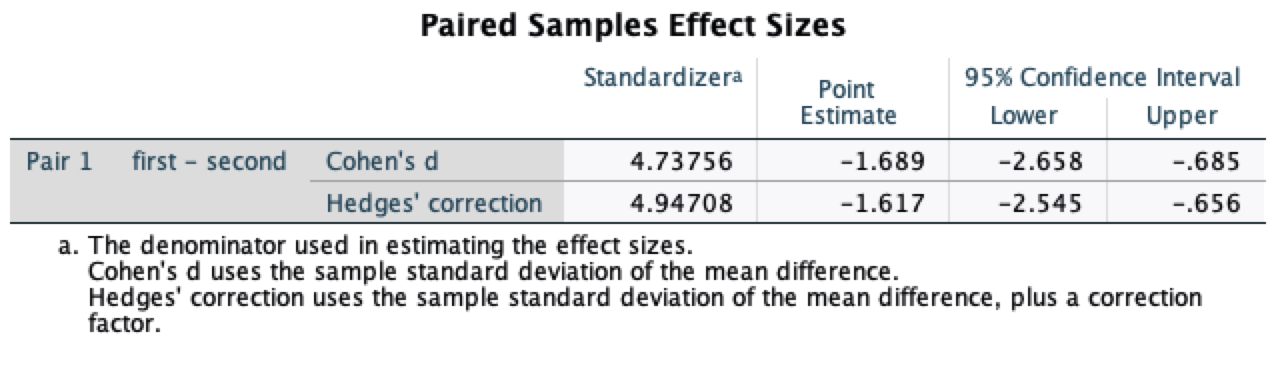 Paired Samples Effect Sizes
Standardizerᵃ Point Estimate 95% Confidence Interval
Lower Upper
Pair 1 first – second Cohen's d 4.73756 -1.689 -2.658 -.685
Hedges' correction 4.94708 -1.617 -2.545 -.656
a. The denominator used in estimating the effect sizes.
Cohen's d uses the sample standard deviation of the mean difference.
Hedges' correction uses the sample standard deviation of the mean difference, plus a correction
factor.